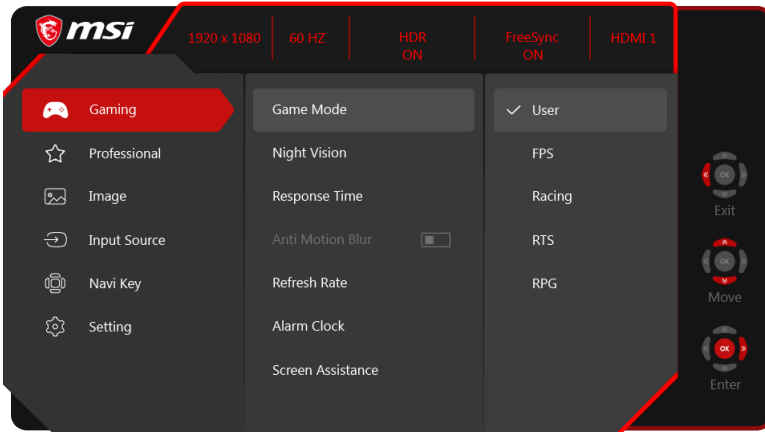 msi
1920 x 1080
60 HZ
HDR
ON
FreeSync
ON
HDMI 1
Gaming
Professional
Image
Input Source
Navi Key
Setting
Game Mode
Night Vision
Response Time
Anti Motion Blur
Refresh Rate
Alarm Clock
Screen Assistance
User
FPS
Racing
RTS
RPG
OK
Exit
OK
Move
OK
Enter